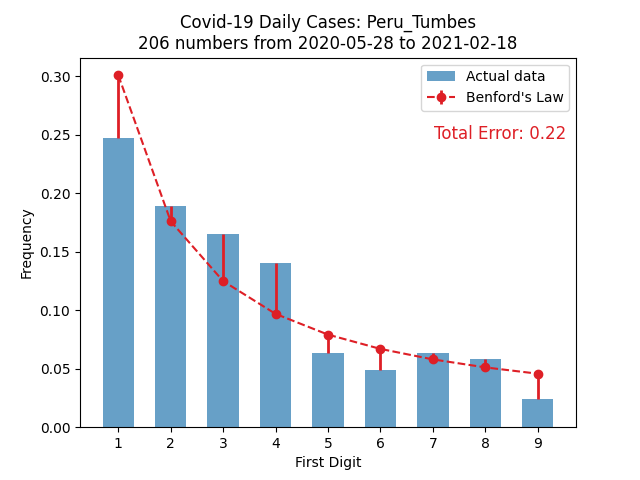 Covid-19 Daily Cases: Peru_Tumbes
206 numbers from 2020-05-28 to 2021-02-18
Actual data
Benford's Law
Total Error: 0.22
0.30
0.25
0.20
0.15
0.10
0.05
0.00
Frequency
1 2 3 4 5 6 7 8 9
First Digit